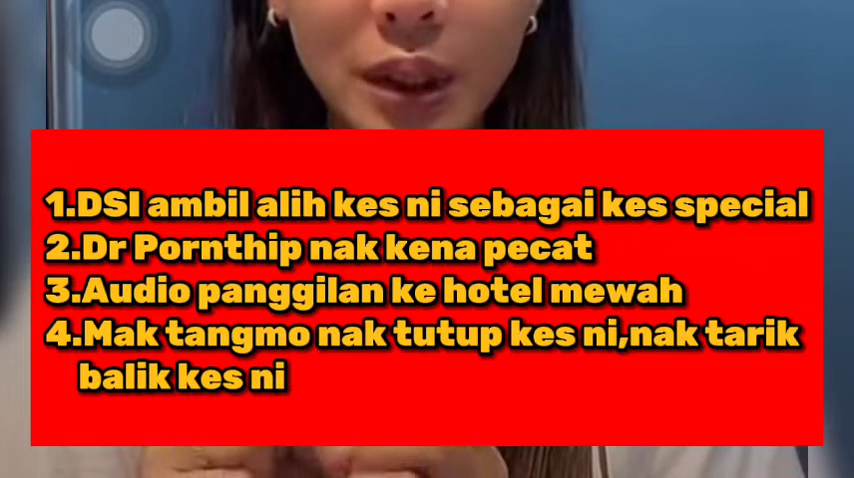 1.DSI ambil alih kes ni sebagai kes special
2.Dr Pornthip nak kena pecat
3.Audio panggilan ke hotel mewah
4.Mak tangmo nak tutup kes ni,nak tarik
balik kes ni